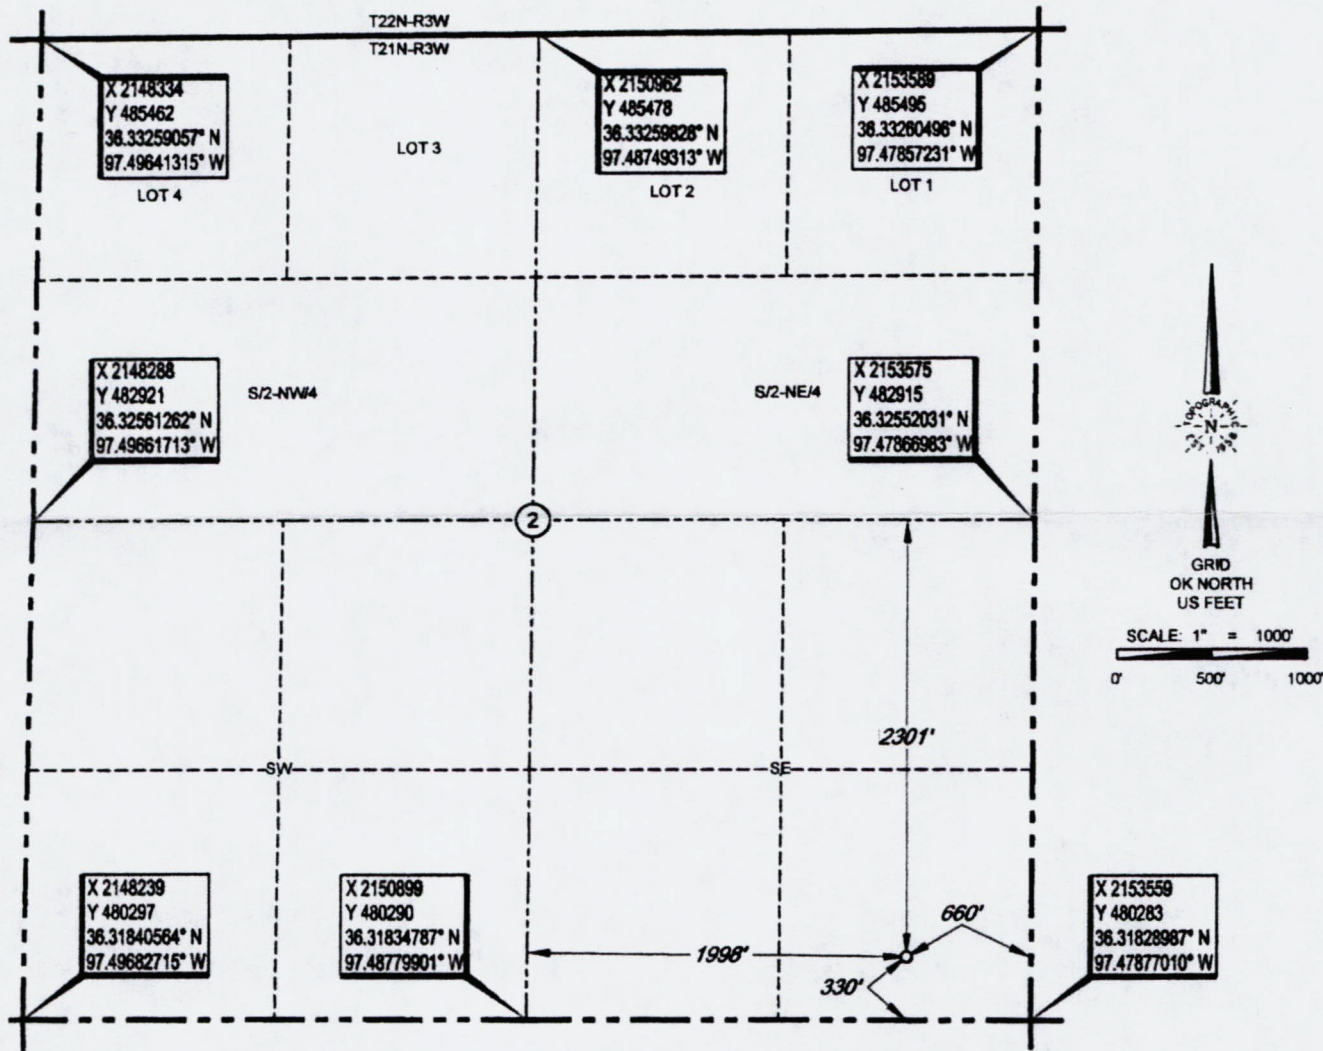 T22N-R3W
T21N-R3W
X 2148334
Y 485462
36.33259057° N
97.49641315° W
LOT 4
LOT 3
X 2150962
Y 485478
36.33259828° N
97.48749313° W
LOT 2
X 2153589
Y 485495
36.33260496° N
97.47857231° W
LOT 1
X 2148288
Y 482921
36.32561262° N
97.49661713° W
S/2-NW/4
S/2-NE/4
X 2153575
Y 482915
36.32552031° N
97.47866983° W
TOPOGRAPHIC
N
GRID
OK NORTH
US FEET
SCALE: 1" = 1000'
0' 500' 1000'
2
2301'
SW
SE
X 2148239
Y 480297
36.31840564° N
97.49682715° W
X 2150899
Y 480290
36.31834787° N
97.48779901° W
1998'
660'
330'
X 2153559
Y 480283
36.31828987° N
97.47877010° W